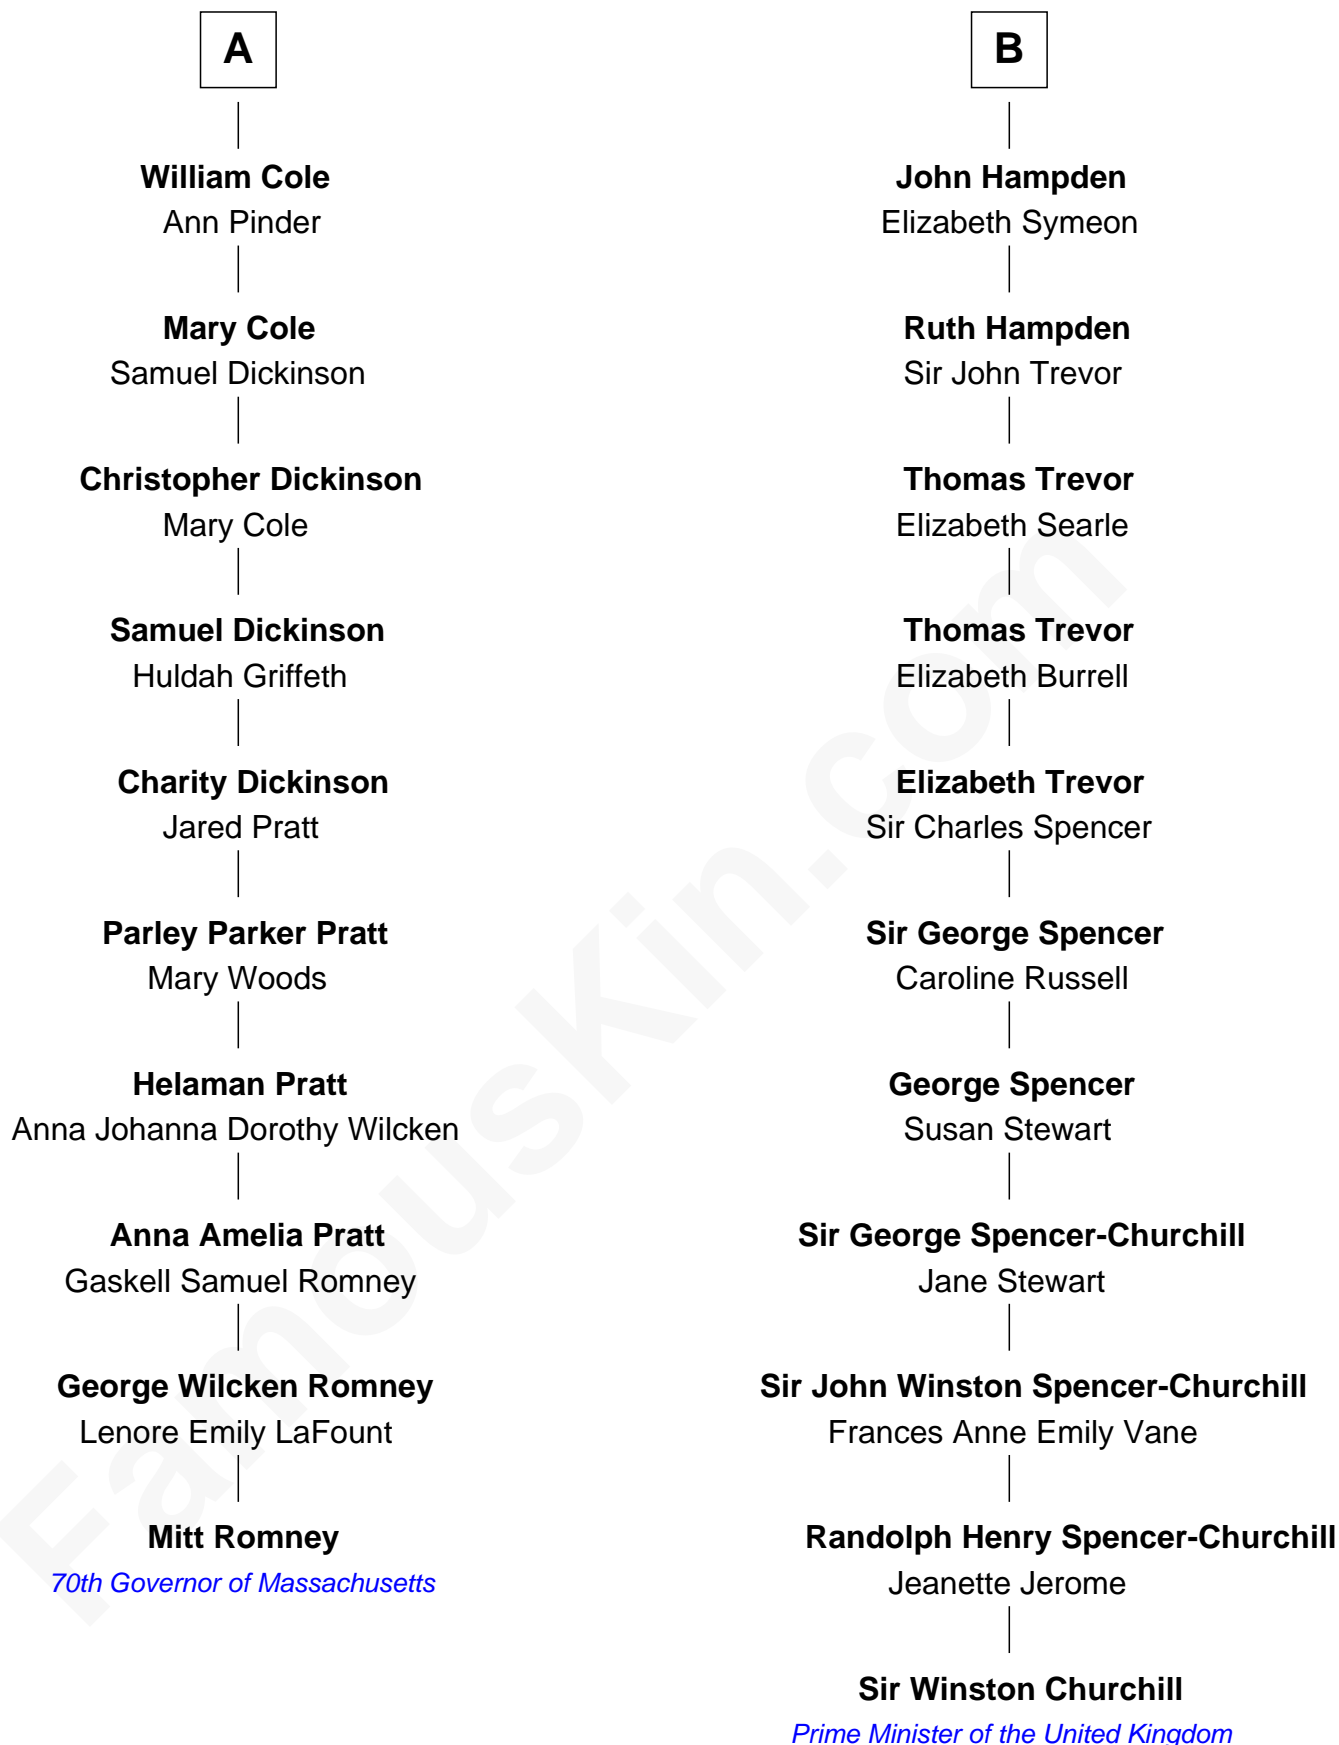 A
William Cole
Ann Pinder
Mary Cole
Samuel Dickinson
Christopher Dickinson
Mary Cole
Samuel Dickinson
Huldah Griffeth
Charity Dickinson
Jared Pratt
Parley Parker Pratt
Mary Woods
Helaman Pratt
Anna Johanna Dorothy Wilcken
Anna Amelia Pratt
Gaskell Samuel Romney
George Wilcken Romney
Lenore Emily LaFount
Mitt Romney
70th Governor of Massachusetts
B
John Hampden
Elizabeth Symeon
Ruth Hampden
Sir John Trevor
Thomas Trevor
Elizabeth Searle
Thomas Trevor
Elizabeth Burrell
Elizabeth Trevor
Sir Charles Spencer
Sir George Spencer
Caroline Russell
George Spencer
Susan Stewart
Sir George Spencer-Churchill
Jane Stewart
Sir John Winston Spencer-Churchill
Frances Anne Emily Vane
Randolph Henry Spencer-Churchill
Jeanette Jerome
Sir Winston Churchill
Prime Minister of the United Kingdom
FamousKin.com